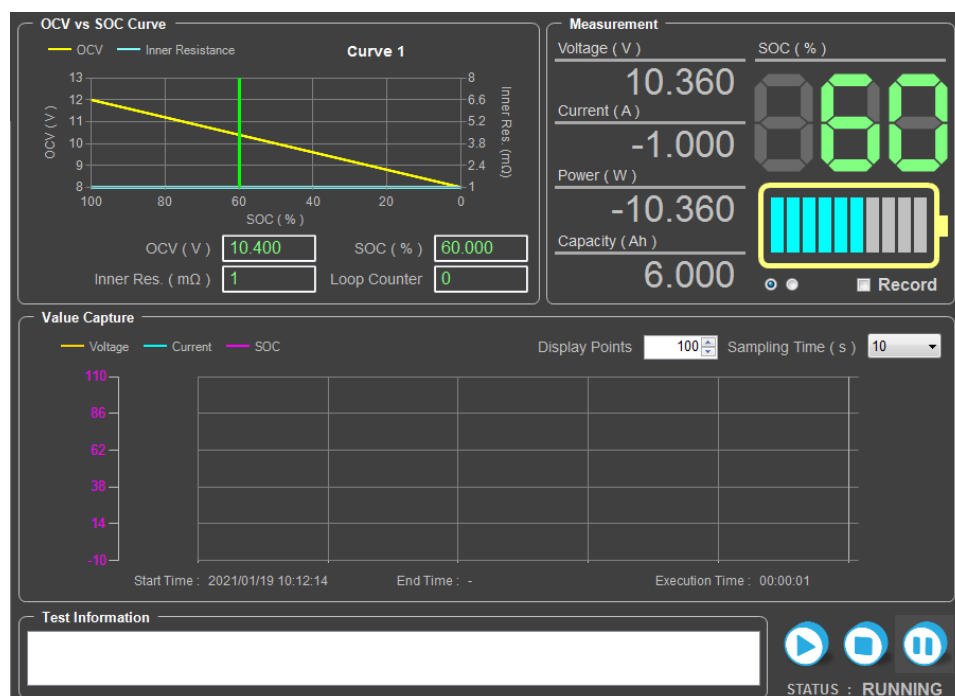 OCV vs SOC Curve
OCV Inner Resistance Curve 1
13
12
11
10
9
8
OCV ( V )
8
6.6
5.2
3.8
2.4
1
Inner Res. (mΩ)
100 80 60 40 20 0
SOC ( % )
OCV ( V ) 10.400 SOC ( % ) 60.000
Inner Res. ( mΩ ) 1 Loop Counter 0
Measurement
Voltage ( V )
10.360
Current ( A )
-1.000
Power ( W )
-10.360
Capacity ( Ah )
6.000
SOC ( % )
60
Record
Value Capture
Voltage Current SOC Display Points 100 Sampling Time ( s ) 10
110
86
62
38
14
-10
Start Time : 2021/01/19 10:12:14 End Time : - Execution Time : 00:00:01
Test Information
STATUS : RUNNING